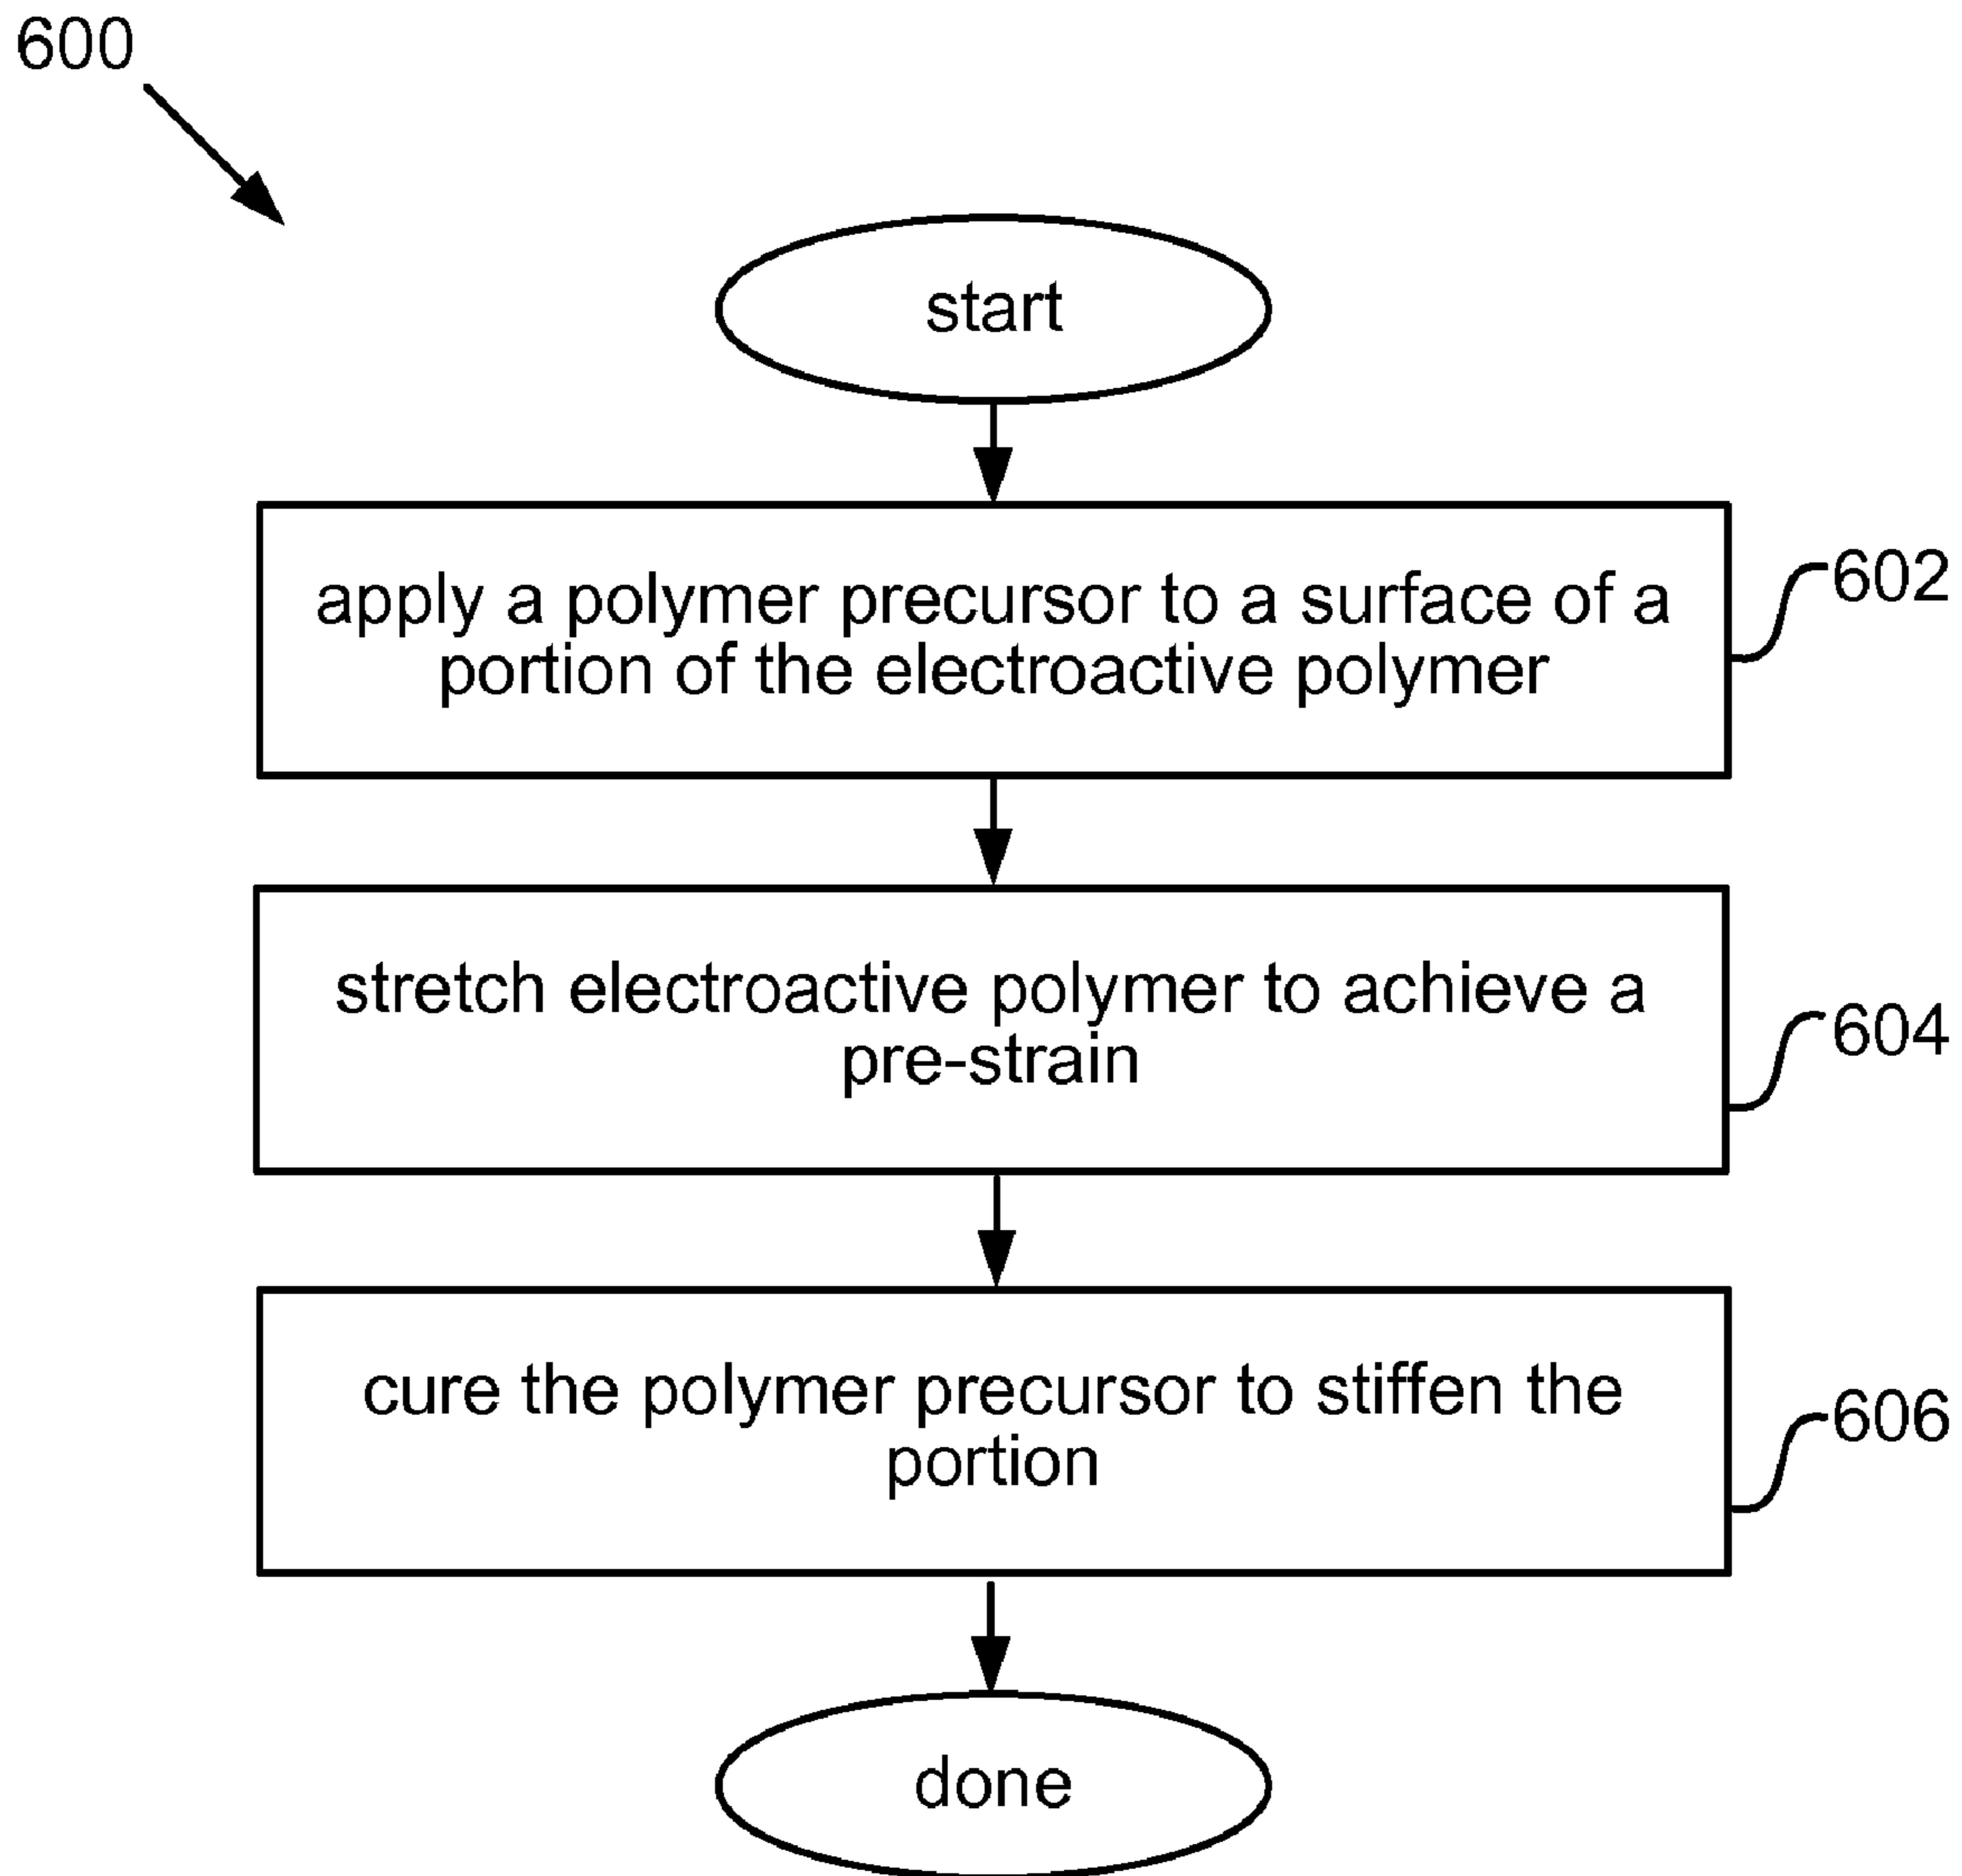 600
start
apply a polymer precursor to a surface of a
portion of the electroactive polymer
602
stretch electroactive polymer to achieve a
pre-strain
604
cure the polymer precursor to stiffen the
portion
606
done